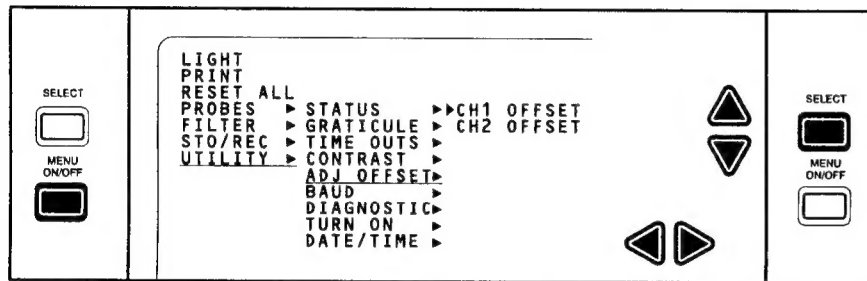 LIGHT
PRINT
RESET ALL
PROBES ▶ STATUS ▶ ▶CH1 OFFSET
FILTER ▶ GRATICULE ▶ CH2 OFFSET
STO/REC ▶ TIME OUTS ▶
UTILITY ▶ CONTRAST ▶
ADJ OFFSET▶
BAUD ▶
DIAGNOSTIC▶
TURN ON ▶
DATE/TIME ▶
SELECT
MENU
ON/OFF
SELECT
MENU
ON/OFF